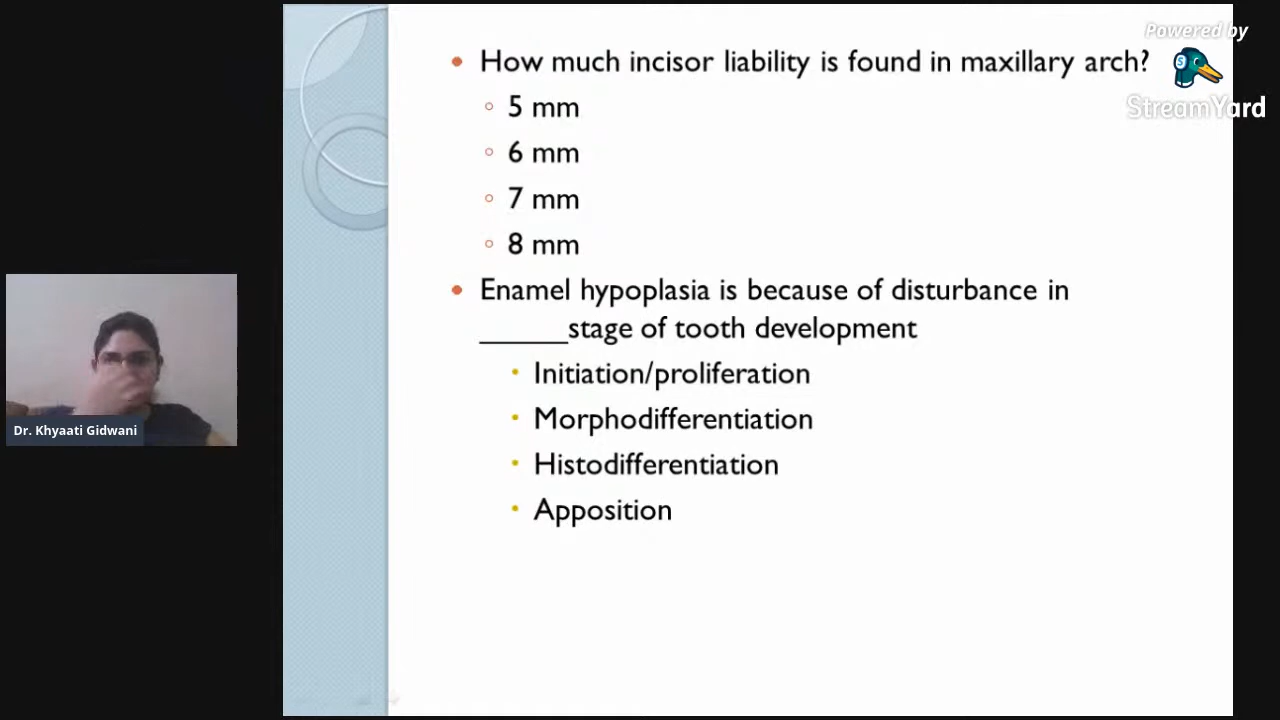 How much incisor liability is found in maxillary arch?
5 mm
6 mm
7 mm
8 mm
Enamel hypoplasia is because of disturbance in
______stage of tooth development
Initiation/proliferation
Morphodifferentiation
Histodifferentiation
Apposition
Powered by
S
StreamYard
Dr. Khyaati Gidwani